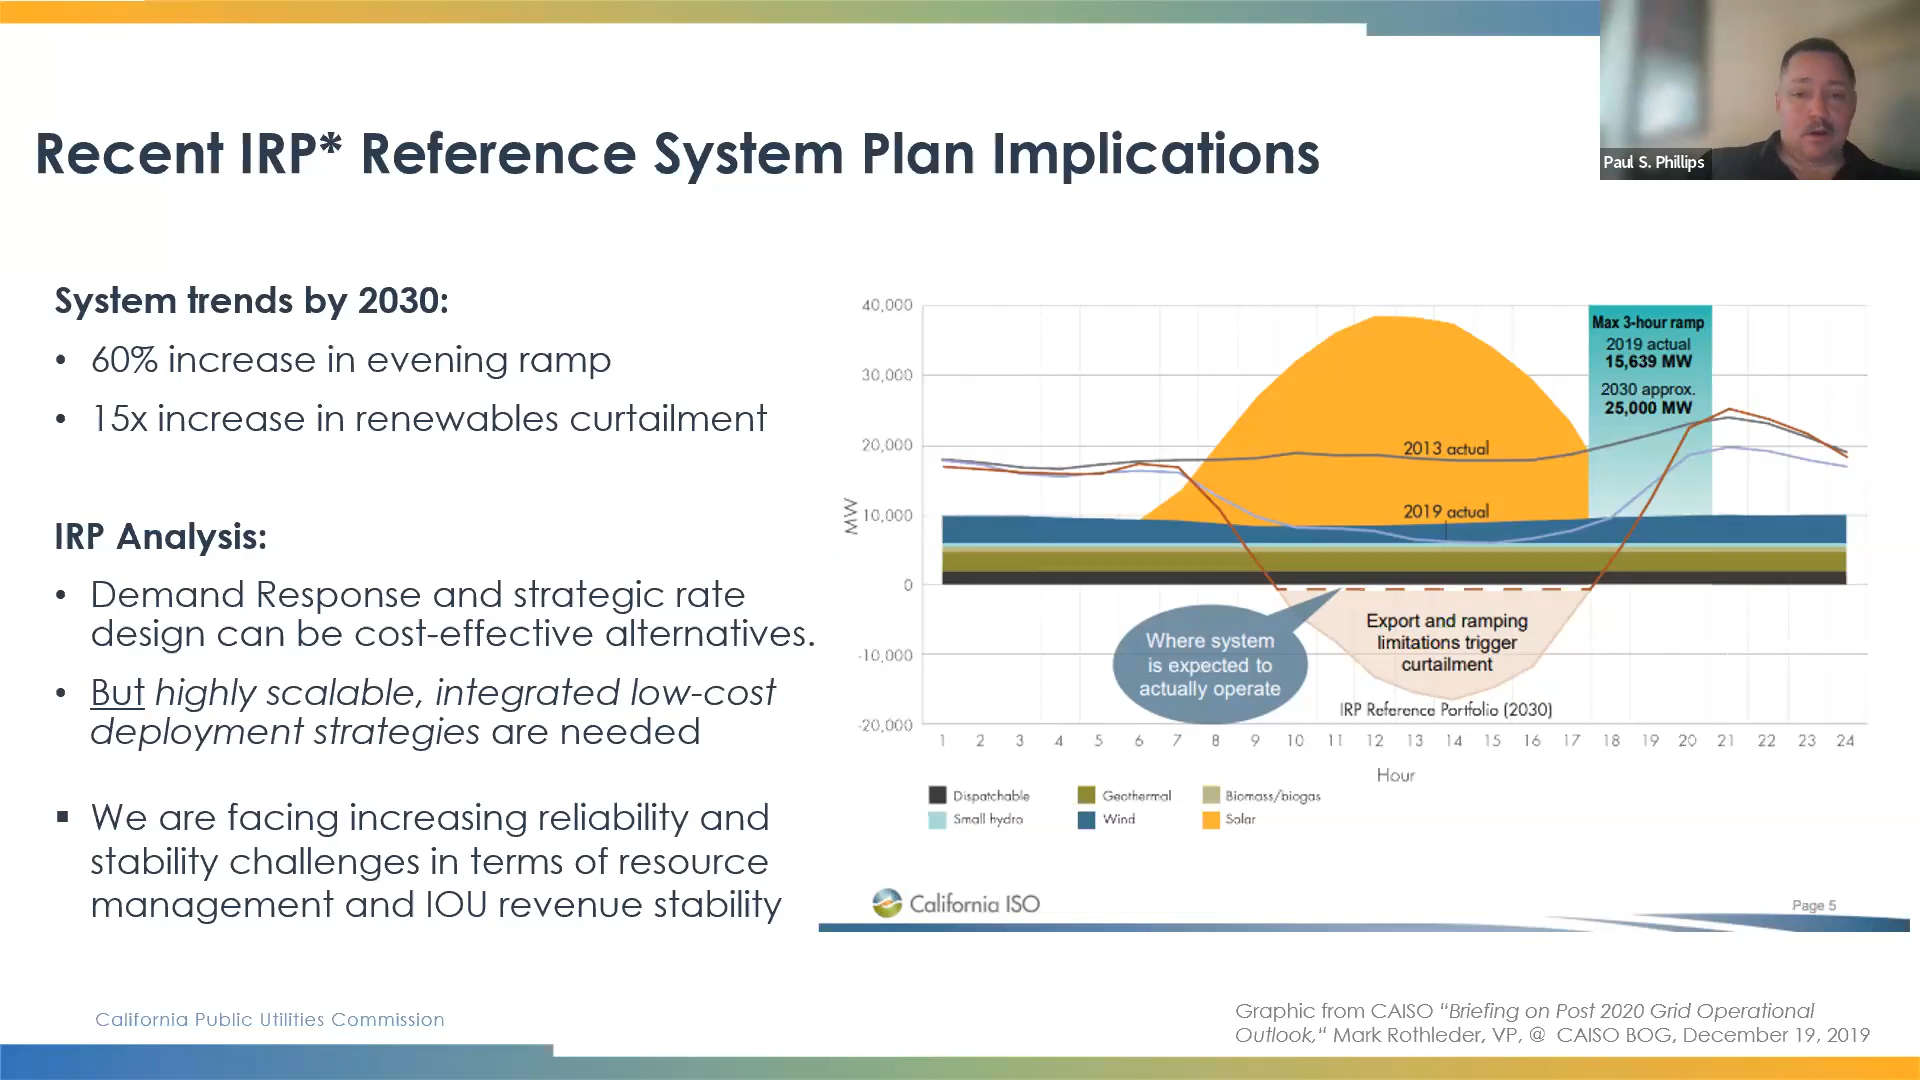 Paul S. Phillips
Recent IRP* Reference System Plan Implications
System trends by 2030:
• 60% increase in evening ramp
• 15x increase in renewables curtailment
IRP Analysis:
• Demand Response and strategic rate
design can be cost-effective alternatives.
• But highly scalable, integrated low-cost
deployment strategies are needed
▪ We are facing increasing reliability and
stability challenges in terms of resource
management and IOU revenue stability
MW
40,000
30,000
20,000
10,000
0
-10,000
-20,000
Max 3-hour ramp
2019 actual
15,639 MW
2030 approx.
25,000 MW
2013 actual
2019 actual
Where system
is expected to
actually operate
Export and ramping
limitations trigger
curtailment
IRP Reference Portfolio (2030)
1 2 3 4 5 6 7 8 9 10 11 12 13 14 15 16 17 18 19 20 21 22 23 24
Hour
Dispatchable Geothermal Biomass/biogas
Small hydro Wind Solar
California ISO
Page 5
California Public Utilities Commission
Graphic from CAISO “Briefing on Post 2020 Grid Operational
Outlook,“ Mark Rothleder, VP, @ CAISO BOG, December 19, 2019